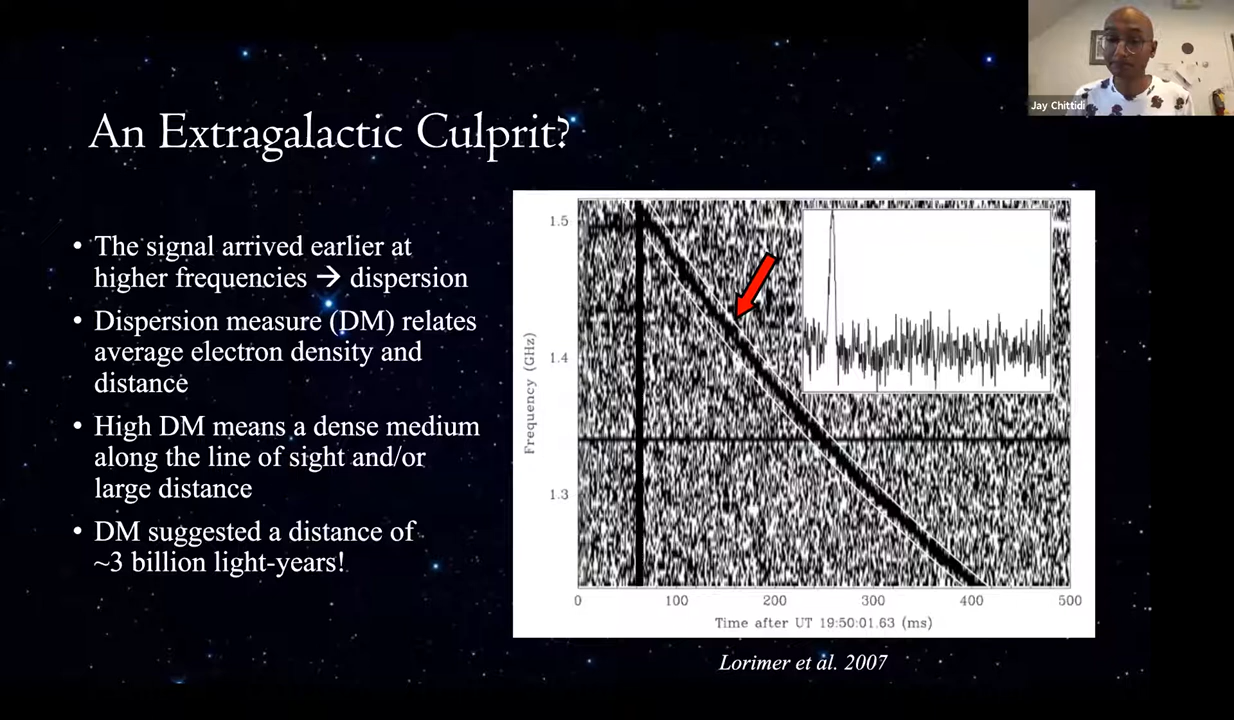 Jay Chittidi
An Extragalactic Culprit?
• The signal arrived earlier at
higher frequencies → dispersion
• Dispersion measure (DM) relates
average electron density and
distance
• High DM means a dense medium
along the line of sight and/or
large distance
• DM suggested a distance of
~3 billion light-years!
Frequency (GHz)
1.5
1.4
1.3
0 100 200 300 400 500
Time after UT 19:50:01.63 (ms)
Lorimer et al. 2007